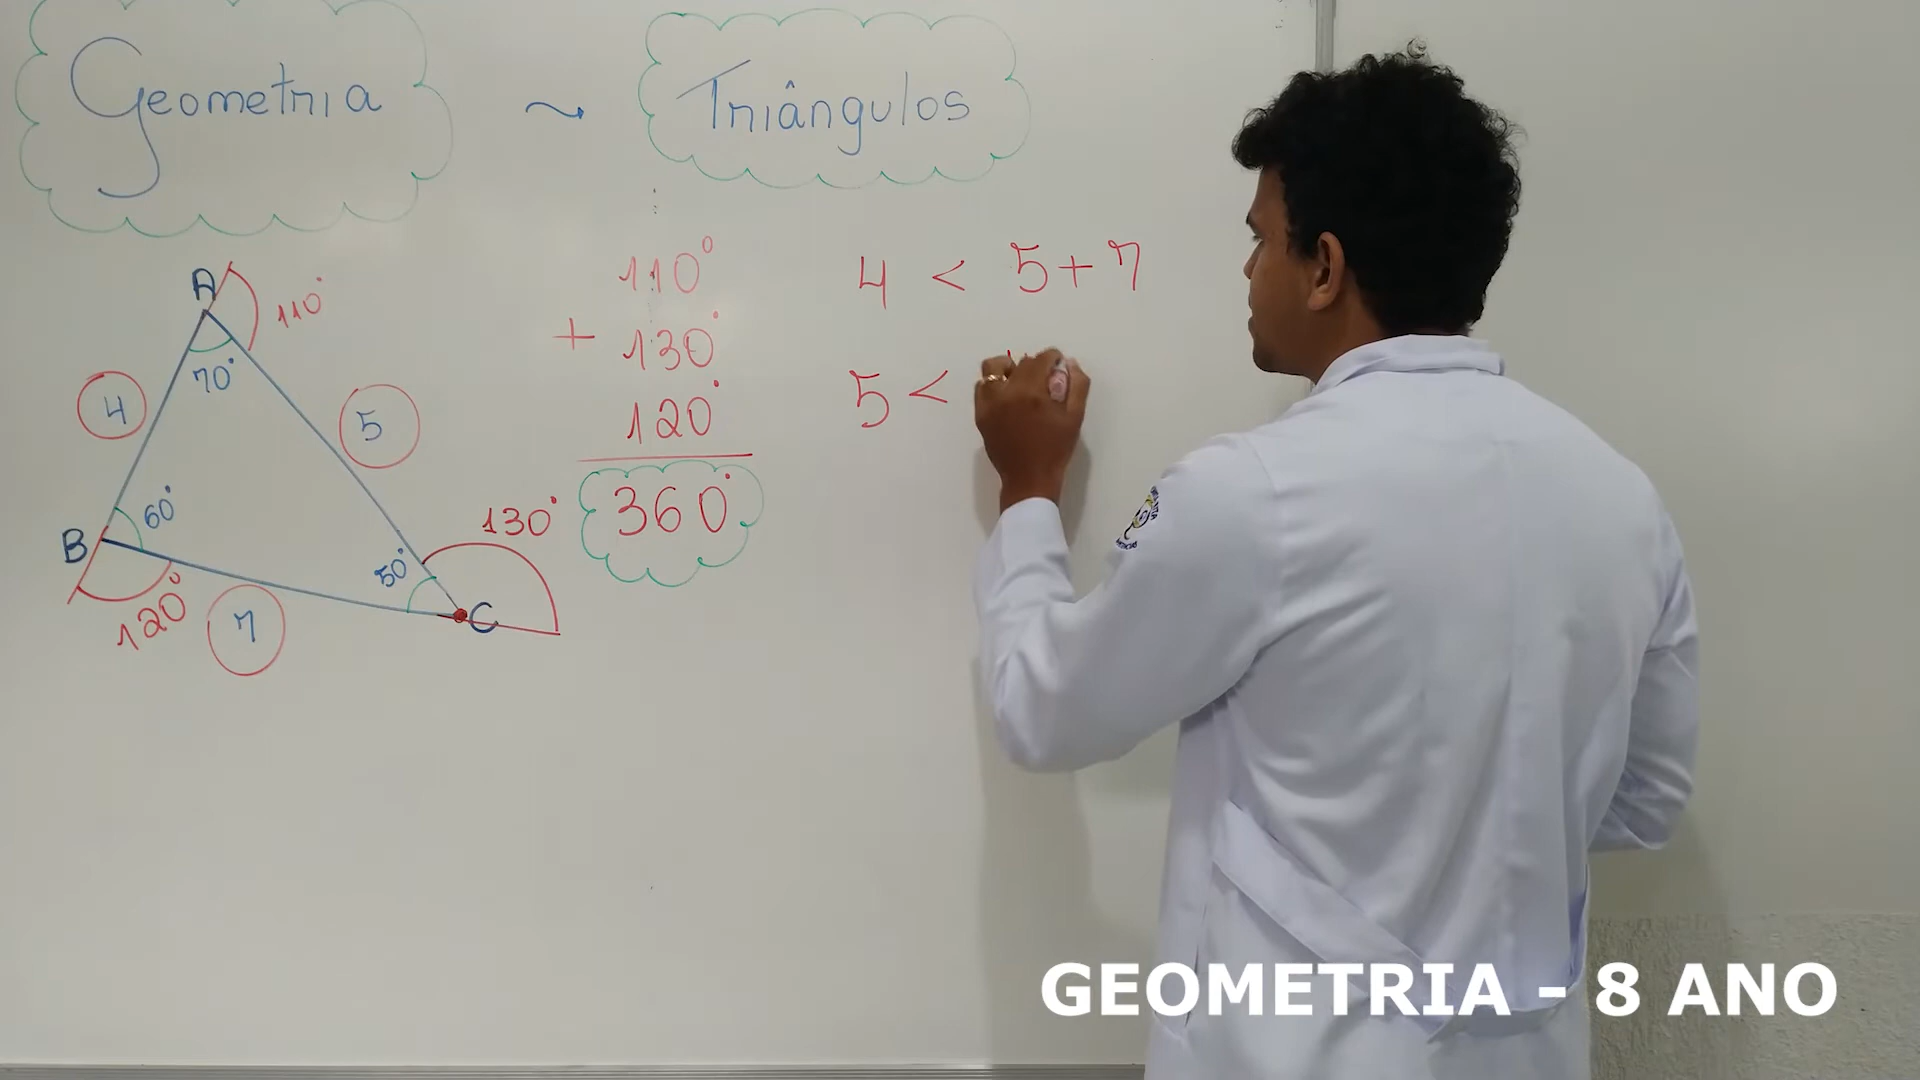 Geometria ~ Triângulos
A
110°
70°
4
5
B
60°
50°
130°
C
120°
7
110°
+ 130°
120°
360°
4 < 5+7
5 <
GEOMETRIA - 8 ANO